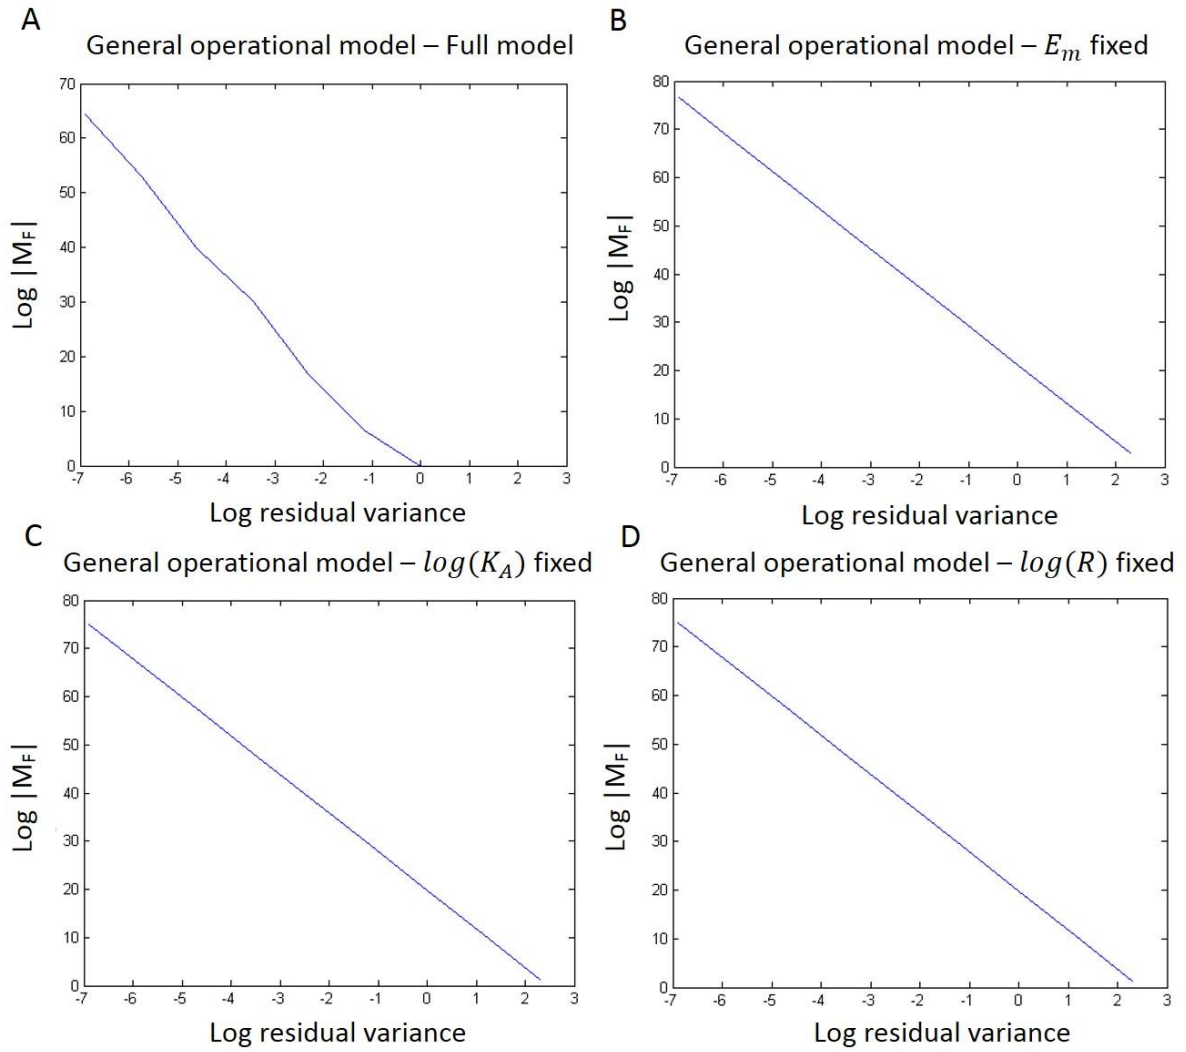 A
General operational model – Full model
70
60
50
40
30
20
10
0
-7 -6 -5 -4 -3 -2 -1 0 1 2 3
Log |M_F|
Log residual variance
B
General operational model – E_m fixed
80
70
60
50
40
30
20
10
0
-7 -6 -5 -4 -3 -2 -1 0 1 2 3
Log |M_F|
Log residual variance
C
General operational model – log(K_A) fixed
80
70
60
50
40
30
20
10
0
-7 -6 -5 -4 -3 -2 -1 0 1 2 3
Log |M_F|
Log residual variance
D
General operational model – log(R) fixed
80
70
60
50
40
30
20
10
0
-7 -6 -5 -4 -3 -2 -1 0 1 2 3
Log |M_F|
Log residual variance